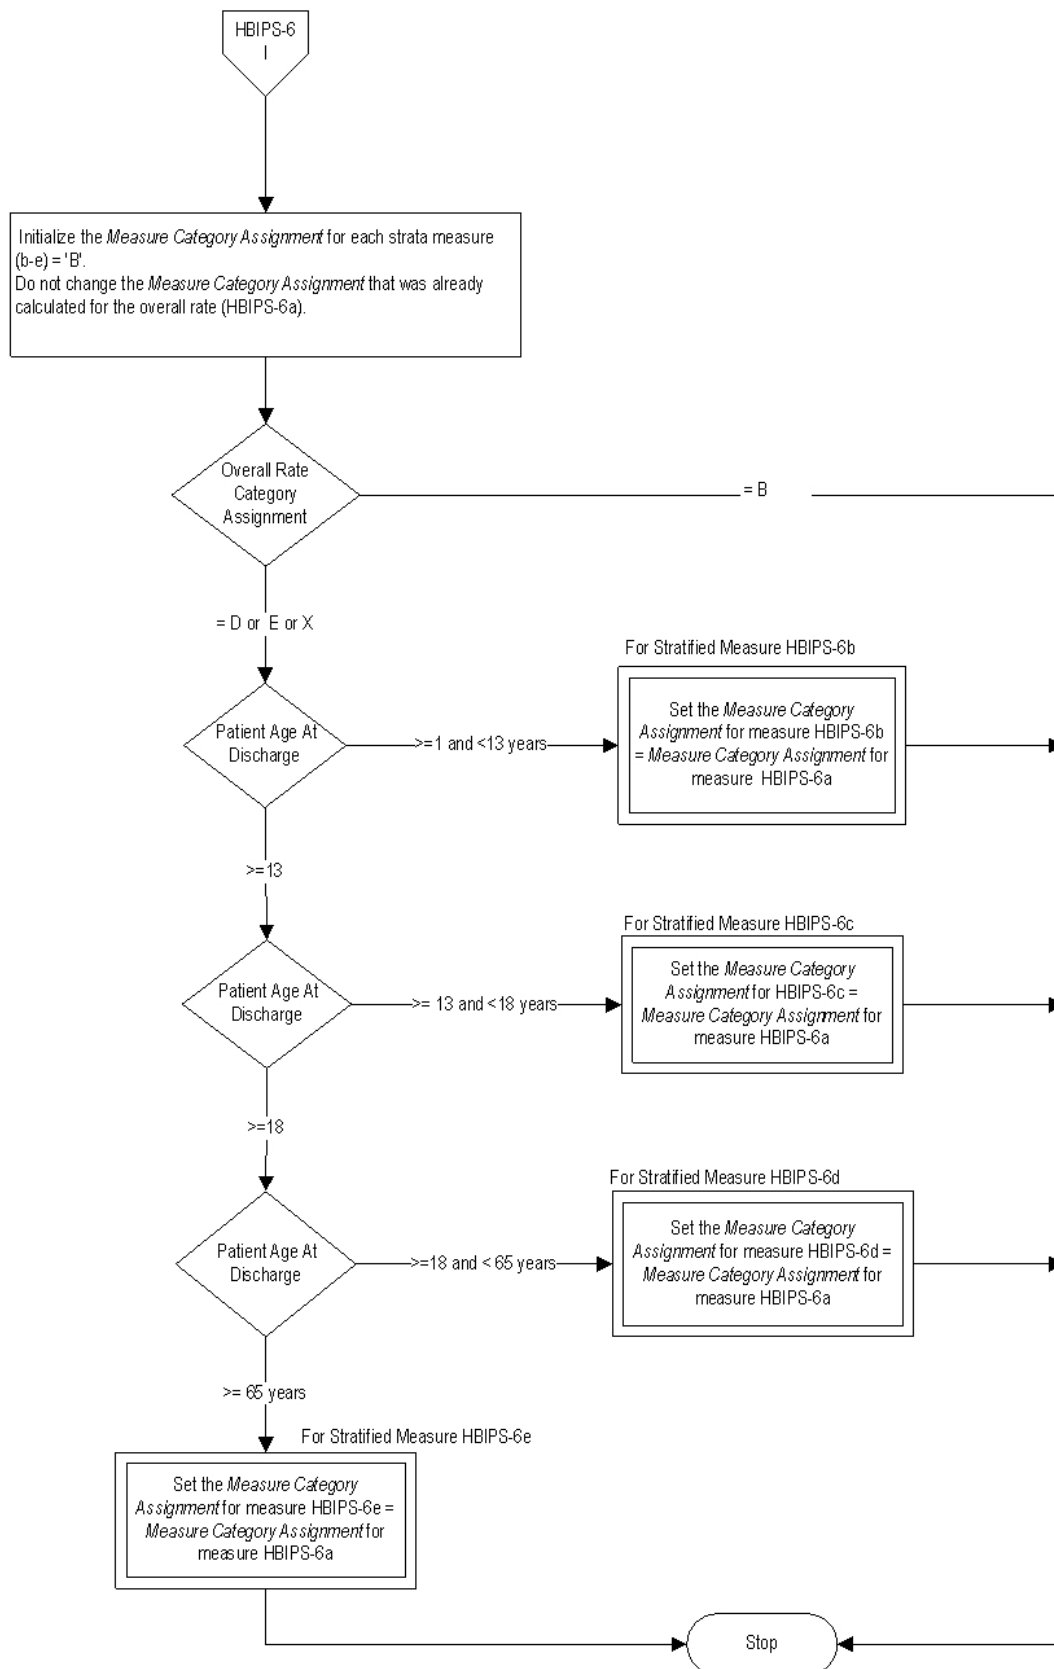 HBIPS-6
I
Initialize the Measure Category Assignment for each strata measure
(b-e) = 'B'.
Do not change the Measure Category Assignment that was already
calculated for the overall rate (HBIPS-6a).
Overall Rate
Category
Assignment
= B
= D or E or X
For Stratified Measure HBIPS-6b
Patient Age At
Discharge
>=1 and <13 years
Set the Measure Category
Assignment for measure HBIPS-6b
= Measure Category Assignment for
measure HBIPS-6a
>=13
For Stratified Measure HBIPS-6c
Patient Age At
Discharge
>= 13 and <18 years
Set the Measure Category
Assignment for HBIPS-6c =
Measure Category Assignment for
measure HBIPS-6a
>=18
For Stratified Measure HBIPS-6d
Patient Age At
Discharge
>=18 and < 65 years
Set the Measure Category
Assignment for measure HBIPS-6d =
Measure Category Assignment for
measure HBIPS-6a
>= 65 years
For Stratified Measure HBIPS-6e
Set the Measure Category
Assignment for measure HBIPS-6e =
Measure Category Assignment for
measure HBIPS-6a
Stop